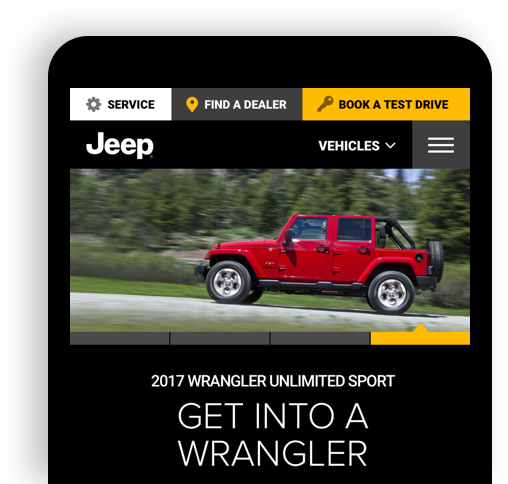 SERVICE
FIND A DEALER
BOOK A TEST DRIVE
Jeep
VEHICLES
2017 WRANGLER UNLIMITED SPORT
GET INTO A
WRANGLER